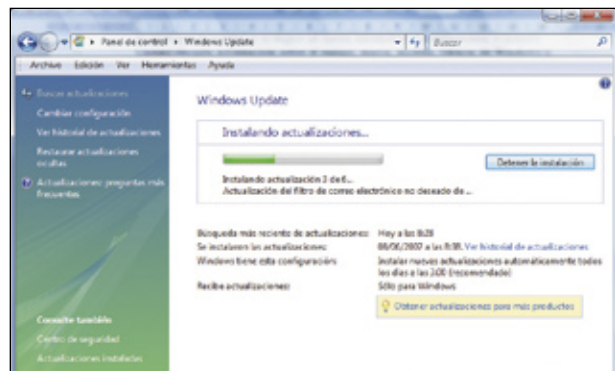 Panel de control ▸ Windows Update
Buscar
Archivo Edición Ver Herramientas Ayuda
Buscar actualizaciones
Cambiar configuración
Ver historial de actualizaciones
Restaurar actualizaciones
ocultas
Actualizaciones: preguntas más
frecuentes
Windows Update
Instalando actualizaciones...
Detener la instalación
Instalando actualización 3 de 6...
Actualización del filtro de correo electrónico no deseado de ...
Búsqueda más reciente de actualizaciones: Hoy a las 8:28
Se instalaron las actualizaciones: 08/06/2007 a las 8:38. Ver historial de actualizaciones
Windows tiene esta configuración: Instalar nuevas actualizaciones automáticamente todos
los días a las 3:00 (recomendado)
Recibe actualizaciones: Sólo para Windows
Obtener actualizaciones para más productos
Consulte también
Centro de seguridad
Actualizaciones instaladas